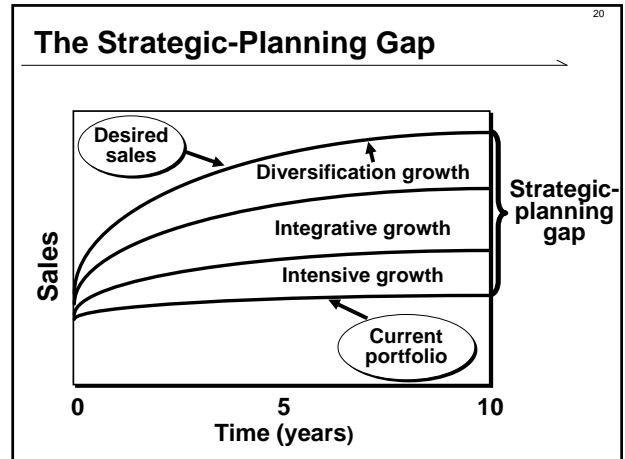 20
The Strategic-Planning Gap
Desired
sales
Diversification growth
Strategic-
planning
gap
Integrative growth
Intensive growth
Sales
Current
portfolio
0
5
10
Time (years)